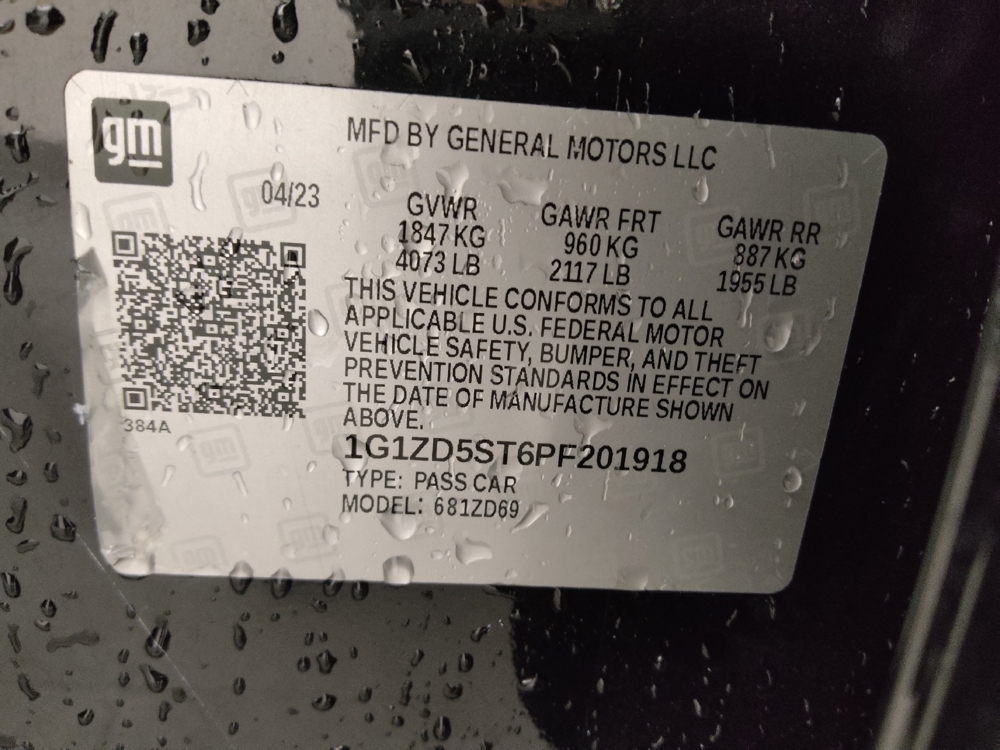 gm
MFD BY GENERAL MOTORS LLC
04/23
GVWR GAWR FRT GAWR RR
1847 KG 960 KG 887 KG
4073 LB 2117 LB 1955 LB
THIS VEHICLE CONFORMS TO ALL
APPLICABLE U.S. FEDERAL MOTOR
VEHICLE SAFETY, BUMPER, AND THEFT
PREVENTION STANDARDS IN EFFECT ON
THE DATE OF MANUFACTURE SHOWN
ABOVE.
384A
1G1ZD5ST6PF201918
TYPE: PASS CAR
MODEL: 681ZD69